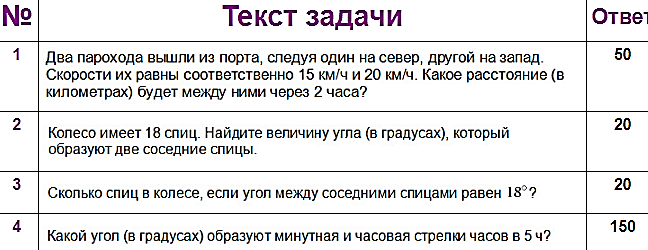 № Текст задачи Ответ
1 Два парохода вышли из порта, следуя один на север, другой на запад. 50
Скорости их равны соответственно 15 км/ч и 20 км/ч. Какое расстояние (в
километрах) будет между ними через 2 часа?
2 Колесо имеет 18 спиц. Найдите величину угла (в градусах), который 20
образуют две соседние спицы.
3 Сколько спиц в колесе, если угол между соседними спицами равен 18°? 20
4 Какой угол (в градусах) образуют минутная и часовая стрелки часов в 5 ч? 150